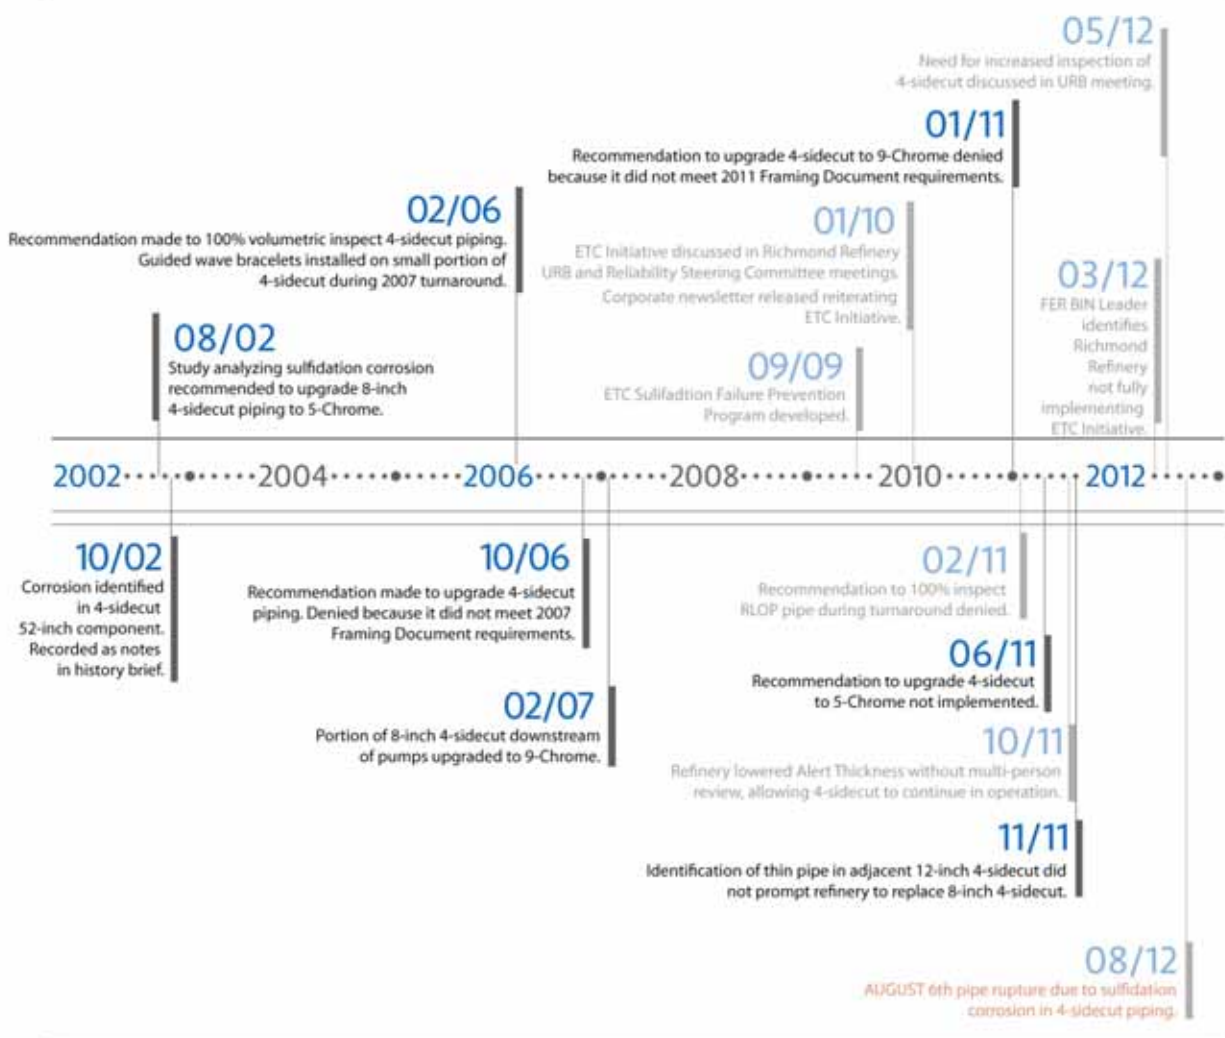 05/12
Need for increased inspection of
4-sidecut discussed in URB meeting.
01/11
Recommendation to upgrade 4-sidecut to 9-Chrome denied
because it did not meet 2011 Framing Document requirements.
02/06
Recommendation made to 100% volumetric inspect 4-sidecut piping.
Guided wave bracelets installed on small portion of
4-sidecut during 2007 turnaround.
01/10
ETC Initiative discussed in Richmond Refinery
URB and Reliability Steering Committee meetings.
Corporate newsletter released reiterating
ETC Initiative.
03/12
FER BIN Leader
identifies
Richmond
Refinery
not fully
implementing
ETC Initiative.
08/02
Study analyzing sulfidation corrosion
recommended to upgrade 8-inch
4-sidecut piping to 5-Chrome.
09/09
ETC Sulifadtion Failure Prevention
Program developed.
2002 2004 2006 2008 2010 2012
10/02
Corrosion identified
in 4-sidecut
52-inch component.
Recorded as notes
in history brief.
10/06
Recommendation made to upgrade 4-sidecut
piping. Denied because it did not meet 2007
Framing Document requirements.
02/07
Portion of 8-inch 4-sidecut downstream
of pumps upgraded to 9-Chrome.
02/11
Recommendation to 100% inspect
RLOP pipe during turnaround denied.
06/11
Recommendation to upgrade 4-sidecut
to 5-Chrome not implemented.
10/11
Refinery lowered Alert Thickness without multi-person
review, allowing 4-sidecut to continue in operation.
11/11
Identification of thin pipe in adjacent 12-inch 4-sidecut did
not prompt refinery to replace 8-inch 4-sidecut.
08/12
AUGUST 6th pipe rupture due to sulfidation
corrosion in 4-sidecut piping.